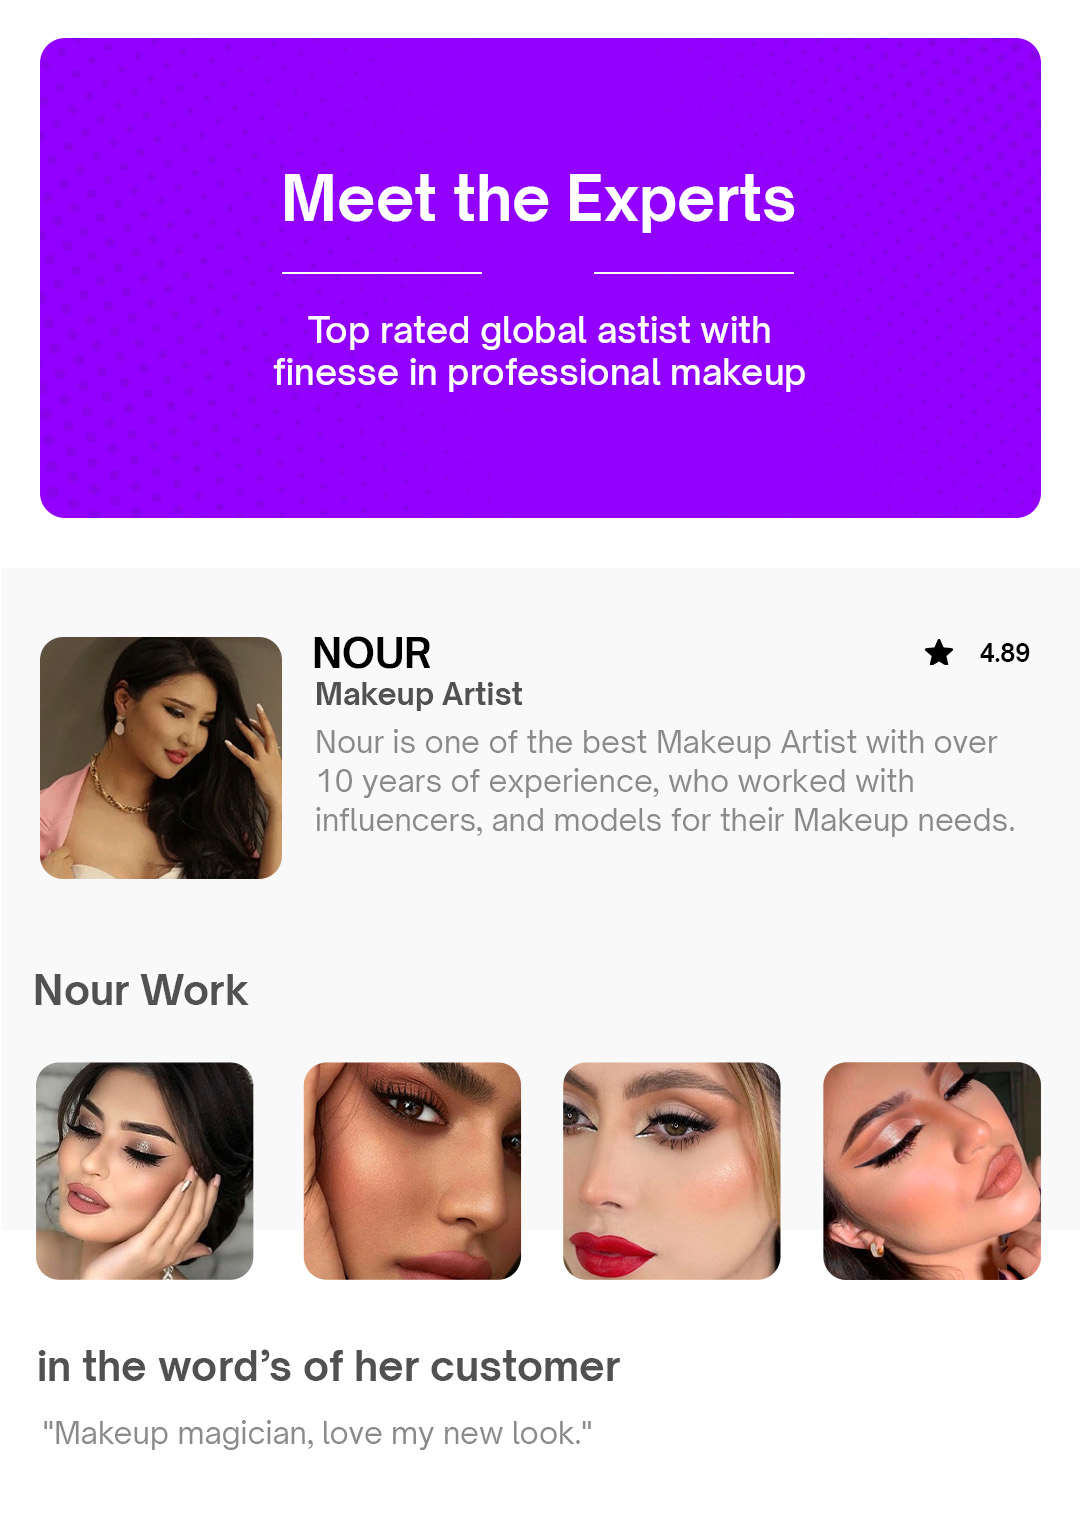 Meet the Experts
Top rated global astist with
finesse in professional makeup
NOUR
4.89
Makeup Artist
Nour is one of the best Makeup Artist with over
10 years of experience, who worked with
influencers, and models for their Makeup needs.
Nour Work
in the word’s of her customer
"Makeup magician, love my new look."